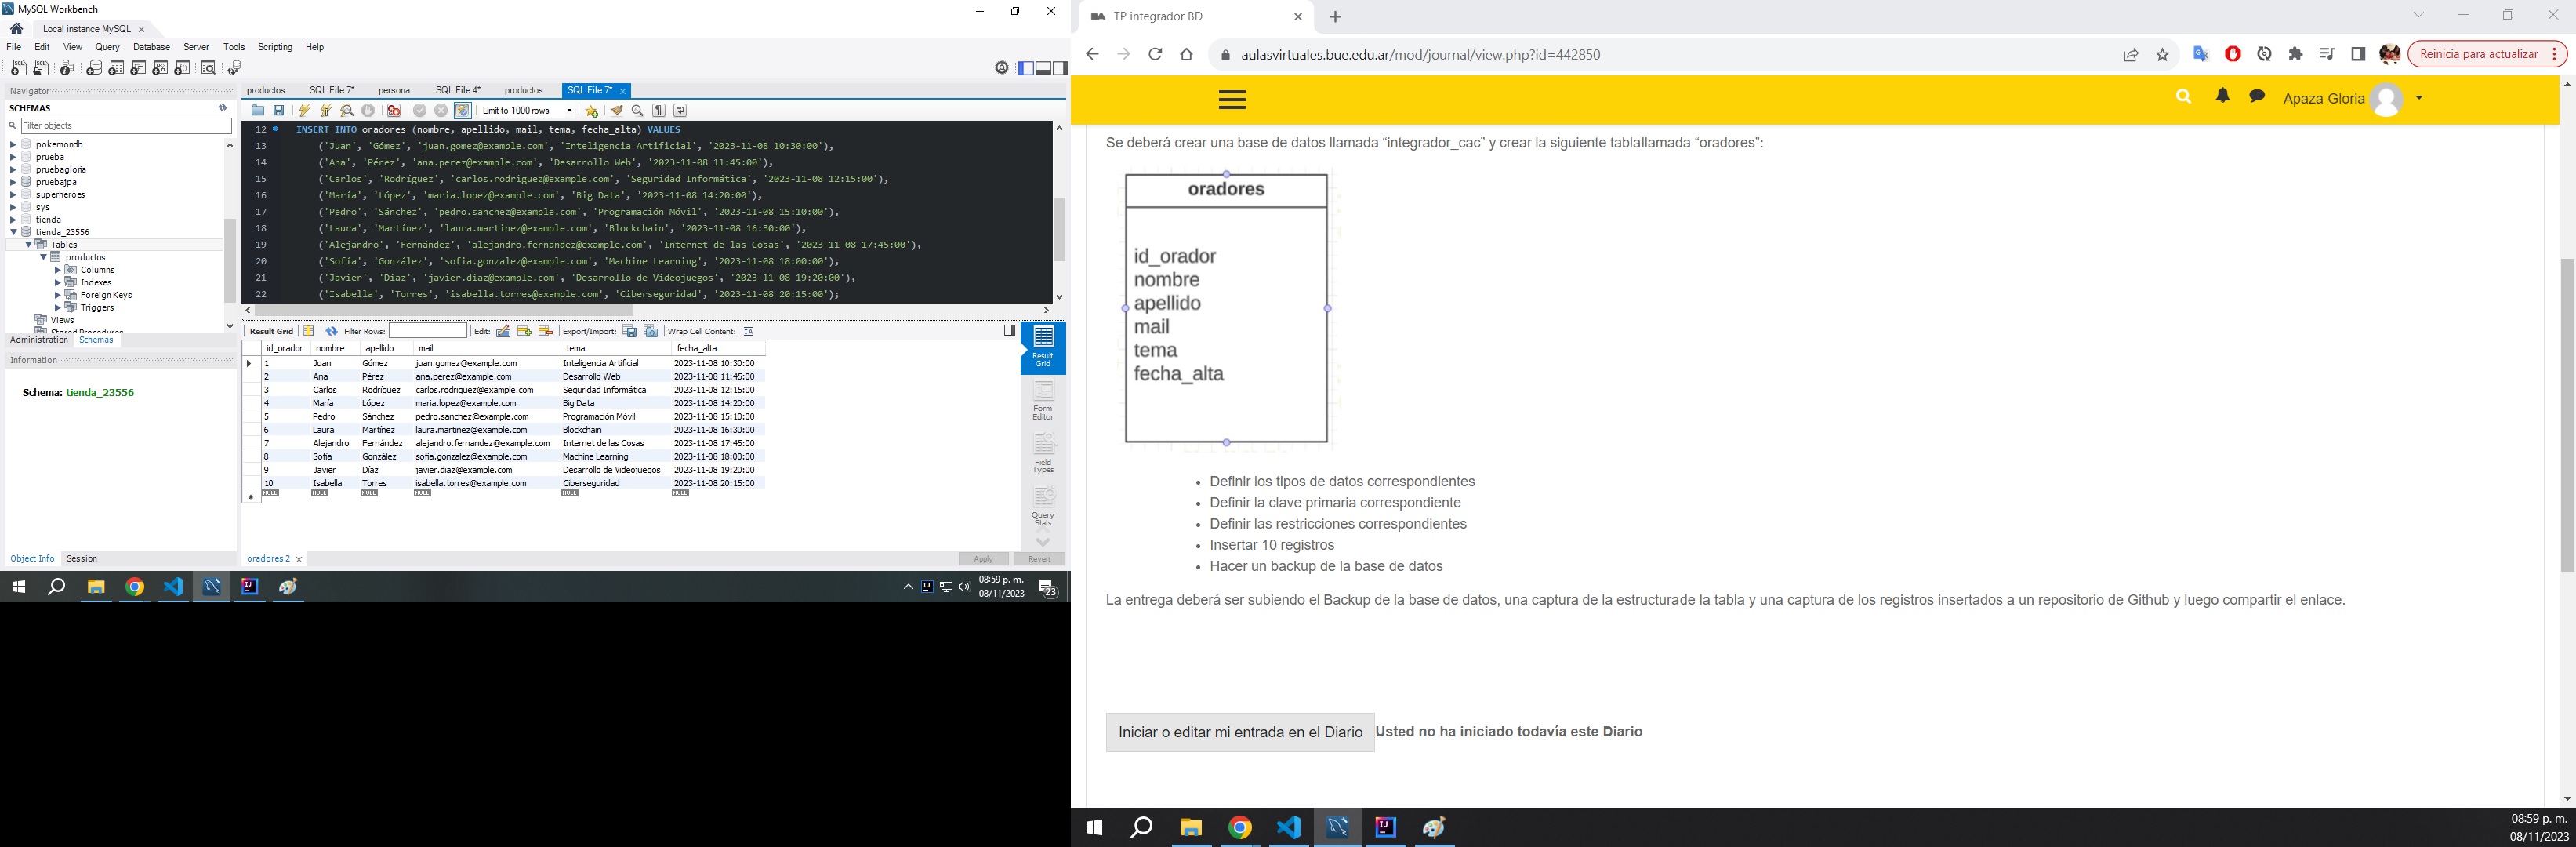 MySQL Workbench
Local instance MySQL
File Edit View Query Database Server Tools Scripting Help
Navigator
SCHEMAS
Filter objects
pokemondb
prueba
pruebagloria
pruebajpa
superheroes
sys
tienda
tienda_23556
Tables
productos
Columns
Indexes
Foreign Keys
Triggers
Views
Stored Procedures
Administration Schemas
Information
Schema: tienda_23556
Object Info Session
productos SQL File 7* persona SQL File 4* productos SQL File 7*
Limit to 1000 rows
12 INSERT INTO oradores (nombre, apellido, mail, tema, fecha_alta) VALUES
13 ('Juan', 'Gómez', 'juan.gomez@example.com', 'Inteligencia Artificial', '2023-11-08 10:30:00'),
14 ('Ana', 'Pérez', 'ana.perez@example.com', 'Desarrollo Web', '2023-11-08 11:45:00'),
15 ('Carlos', 'Rodríguez', 'carlos.rodriguez@example.com', 'Seguridad Informática', '2023-11-08 12:15:00'),
16 ('María', 'López', 'maria.lopez@example.com', 'Big Data', '2023-11-08 14:20:00'),
17 ('Pedro', 'Sánchez', 'pedro.sanchez@example.com', 'Programación Móvil', '2023-11-08 15:10:00'),
18 ('Laura', 'Martínez', 'laura.martinez@example.com', 'Blockchain', '2023-11-08 16:30:00'),
19 ('Alejandro', 'Fernández', 'alejandro.fernandez@example.com', 'Internet de las Cosas', '2023-11-08 17:45:00'),
20 ('Sofía', 'González', 'sofia.gonzalez@example.com', 'Machine Learning', '2023-11-08 18:00:00'),
21 ('Javier', 'Díaz', 'javier.diaz@example.com', 'Desarrollo de Videojuegos', '2023-11-08 19:20:00'),
22 ('Isabella', 'Torres', 'isabella.torres@example.com', 'Ciberseguridad', '2023-11-08 20:15:00');
Result Grid Filter Rows: Edit: Export/Import: Wrap Cell Content:
id_orador nombre apellido mail tema fecha_alta
1 Juan Gómez juan.gomez@example.com Inteligencia Artificial 2023-11-08 10:30:00
2 Ana Pérez ana.perez@example.com Desarrollo Web 2023-11-08 11:45:00
3 Carlos Rodríguez carlos.rodriguez@example.com Seguridad Informática 2023-11-08 12:15:00
4 María López maria.lopez@example.com Big Data 2023-11-08 14:20:00
5 Pedro Sánchez pedro.sanchez@example.com Programación Móvil 2023-11-08 15:10:00
6 Laura Martínez laura.martinez@example.com Blockchain 2023-11-08 16:30:00
7 Alejandro Fernández alejandro.fernandez@example.com Internet de las Cosas 2023-11-08 17:45:00
8 Sofía González sofia.gonzalez@example.com Machine Learning 2023-11-08 18:00:00
9 Javier Díaz javier.diaz@example.com Desarrollo de Videojuegos 2023-11-08 19:20:00
10 Isabella Torres isabella.torres@example.com Ciberseguridad 2023-11-08 20:15:00
NULL NULL NULL NULL NULL NULL
Result
Grid
Form
Editor
Field
Types
Query
Stats
oradores 2
Apply Revert
08:59 p. m.
08/11/2023
23
TP integrador BD
aulasvirtuales.bue.edu.ar/mod/journal/view.php?id=442850
Reinicia para actualizar
Apaza Gloria
Se deberá crear una base de datos llamada “integrador_cac” y crear la siguiente tablallamada “oradores”:
oradores
id_orador
nombre
apellido
mail
tema
fecha_alta
Definir los tipos de datos correspondientes
Definir la clave primaria correspondiente
Definir las restricciones correspondientes
Insertar 10 registros
Hacer un backup de la base de datos
La entrega deberá ser subiendo el Backup de la base de datos, una captura de la estructurade la tabla y una captura de los registros insertados a un repositorio de Github y luego compartir el enlace.
Iniciar o editar mi entrada en el Diario Usted no ha iniciado todavía este Diario
08:59 p. m.
08/11/2023